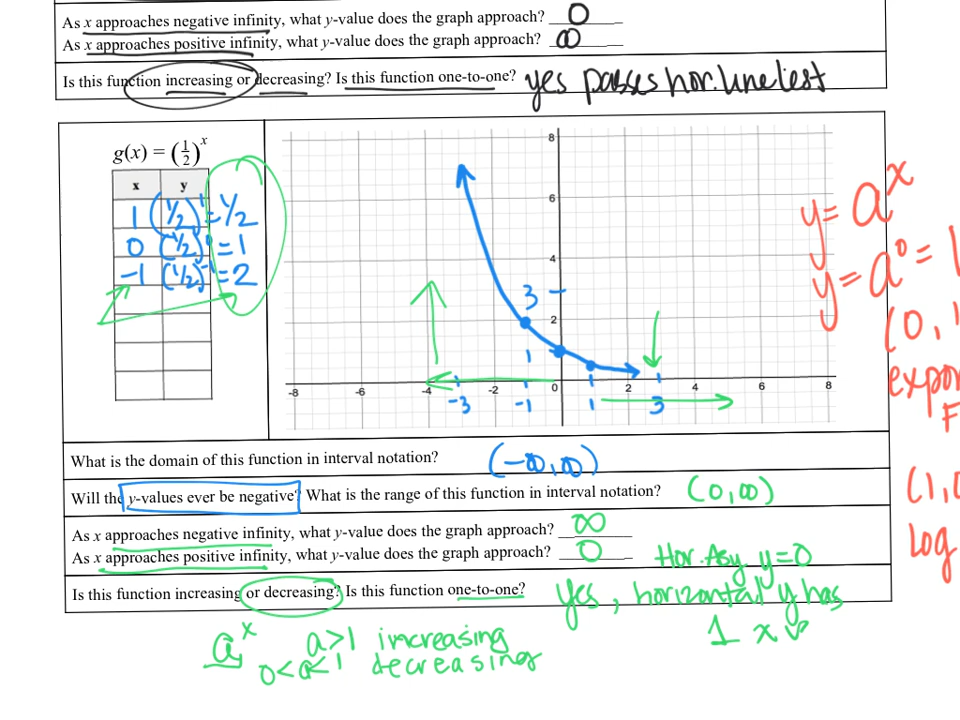 As x approaches negative infinity, what y-value does the graph approach? 0
As x approaches positive infinity, what y-value does the graph approach? ∞
Is this function increasing or decreasing? Is this function one-to-one? yes passes hor. line test
g(x) = (1/2)^x
x y
1 (1/2)^1 = 1/2
0 (1/2)^0 = 1
-1 (1/2)^-1 = 2
8
6
4
3
2
-8 -6 -4 -2 0 2 4 6 8
-3 -1 1 3
1
y = a^x
y = a^0 = 1
(0, 1
expon
F
(1, 0
log
What is the domain of this function in interval notation? (-∞, ∞)
Will the y-values ever be negative? What is the range of this function in interval notation? (0, ∞)
As x approaches negative infinity, what y-value does the graph approach? ∞
As x approaches positive infinity, what y-value does the graph approach? 0
Hor. Asy y=0
Is this function increasing or decreasing? Is this function one-to-one? yes, horizontal y has
1 x
a^x a>1 increasing
0<a<1 decreasing